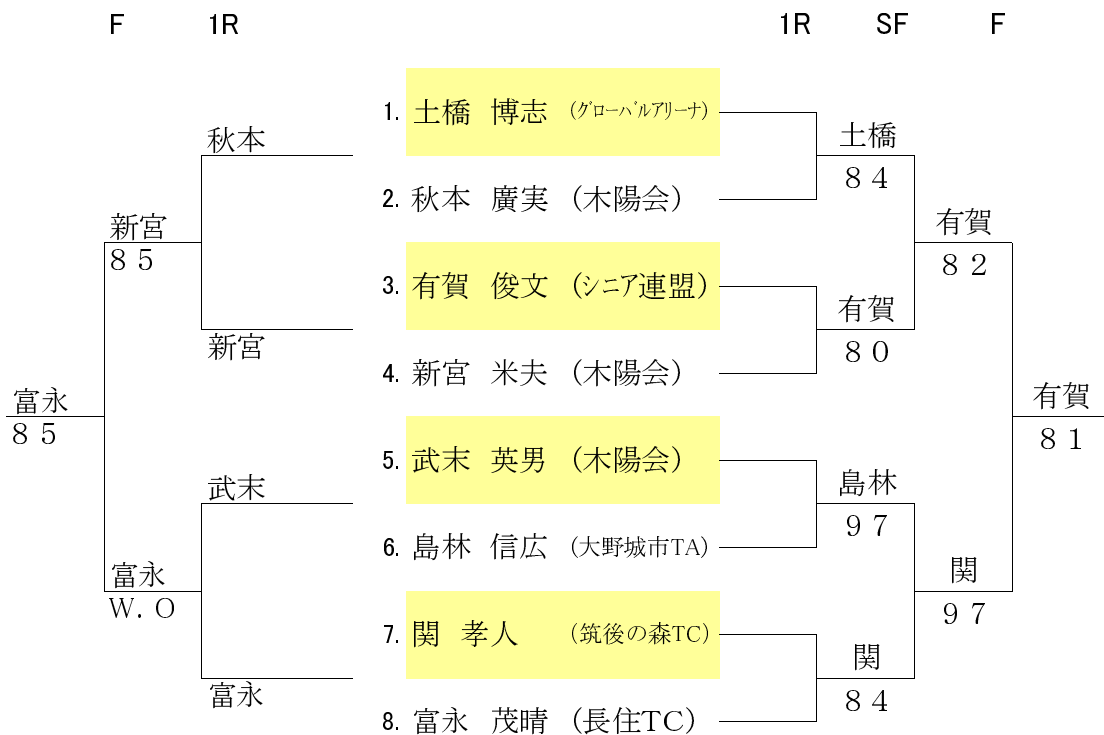 F 1R 1R SF F
1. 土橋 博志 (グローバルアリーナ)
秋本 土橋
８４
2. 秋本 廣実 (木陽会)
新宮 有賀
８５ ８２
3. 有賀 俊文 (シニア連盟)
有賀
新宮 ８０
4. 新宮 米夫 (木陽会)
富永 有賀
８５ ８１
5. 武末 英男 (木陽会)
武末 島林
９７
6. 島林 信広 (大野城市TA)
富永 関
Ｗ．Ｏ ９７
7. 関 孝人 (筑後の森TC)
関
富永 ８４
8. 富永 茂晴 (長住TC)